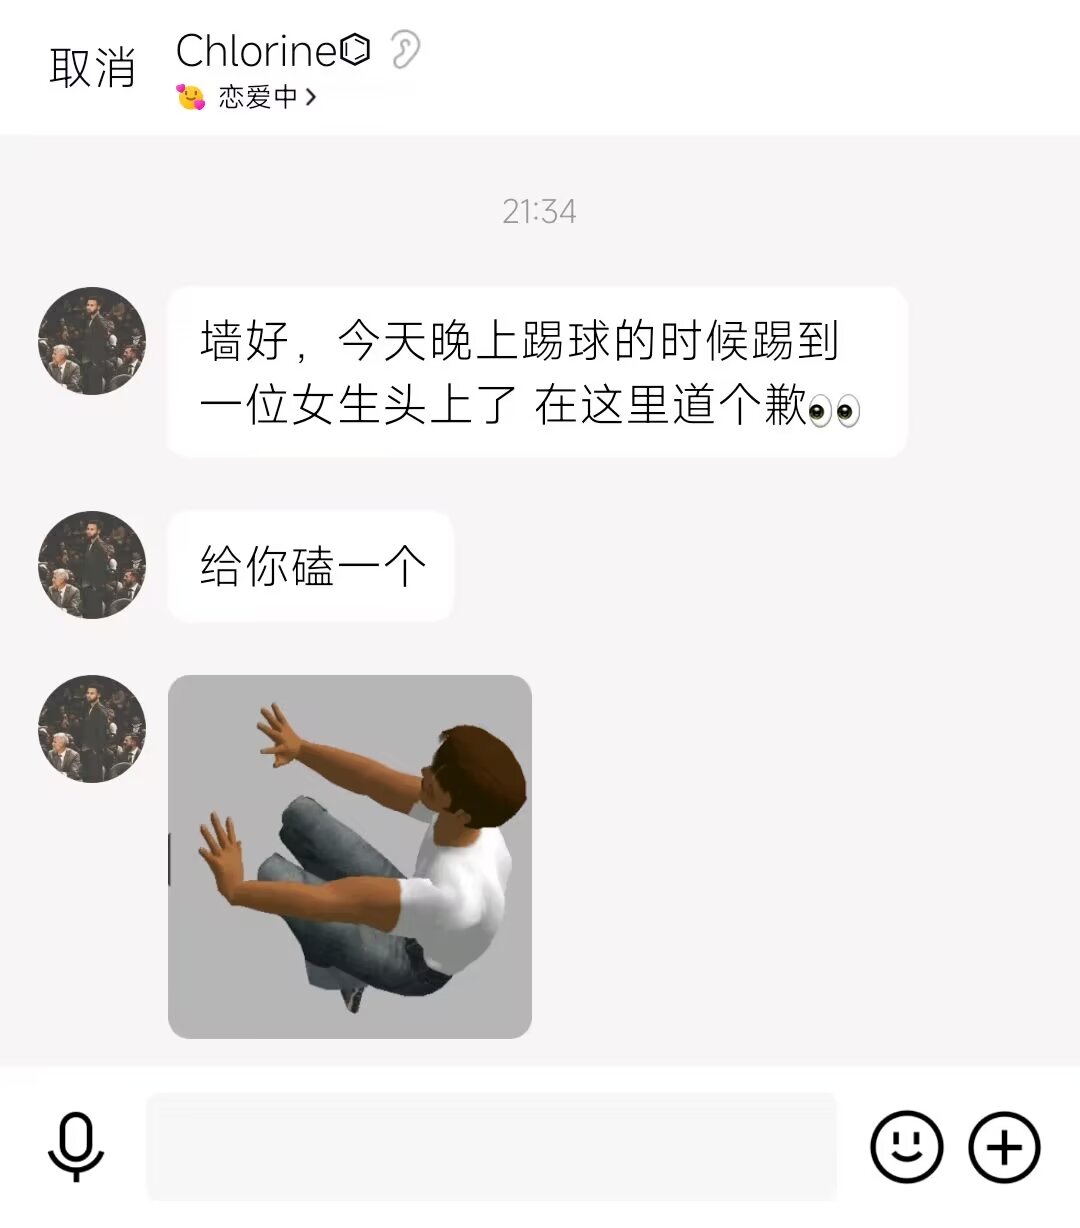 取消
Chlorine⌬
🥰 恋爱中 >
21:34
墙好，今天晚上踢球的时候踢到
一位女生头上了 在这里道个歉👀
给你磕一个